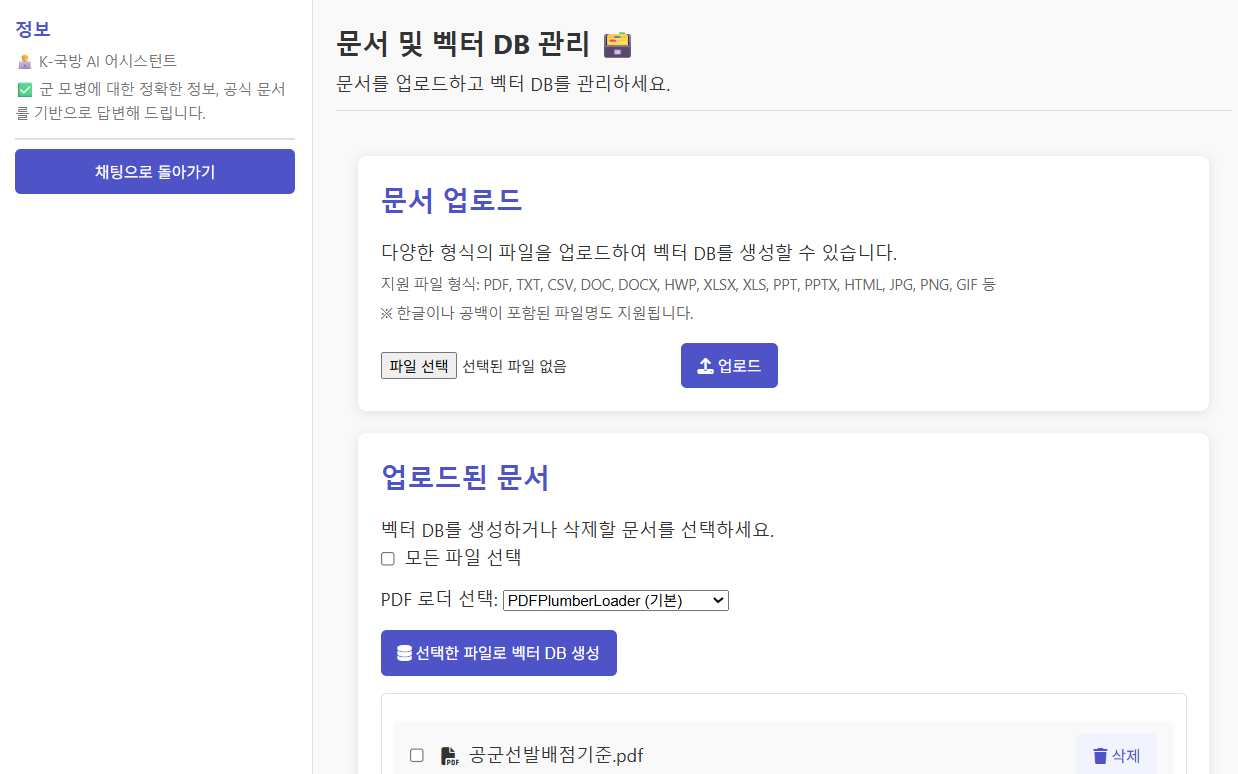 정보
K-국방 AI 어시스턴트
군 모병에 대한 정확한 정보, 공식 문서
를 기반으로 답변해 드립니다.
채팅으로 돌아가기
문서 및 벡터 DB 관리
문서를 업로드하고 벡터 DB를 관리하세요.
문서 업로드
다양한 형식의 파일을 업로드하여 벡터 DB를 생성할 수 있습니다.
지원 파일 형식: PDF, TXT, CSV, DOC, DOCX, HWP, XLSX, XLS, PPT, PPTX, HTML, JPG, PNG, GIF 등
※ 한글이나 공백이 포함된 파일명도 지원됩니다.
파일 선택 선택된 파일 없음 업로드
업로드된 문서
벡터 DB를 생성하거나 삭제할 문서를 선택하세요.
모든 파일 선택
PDF 로더 선택: PDFPlumberLoader (기본)
선택한 파일로 벡터 DB 생성
PDF 공군선발배점기준.pdf 삭제